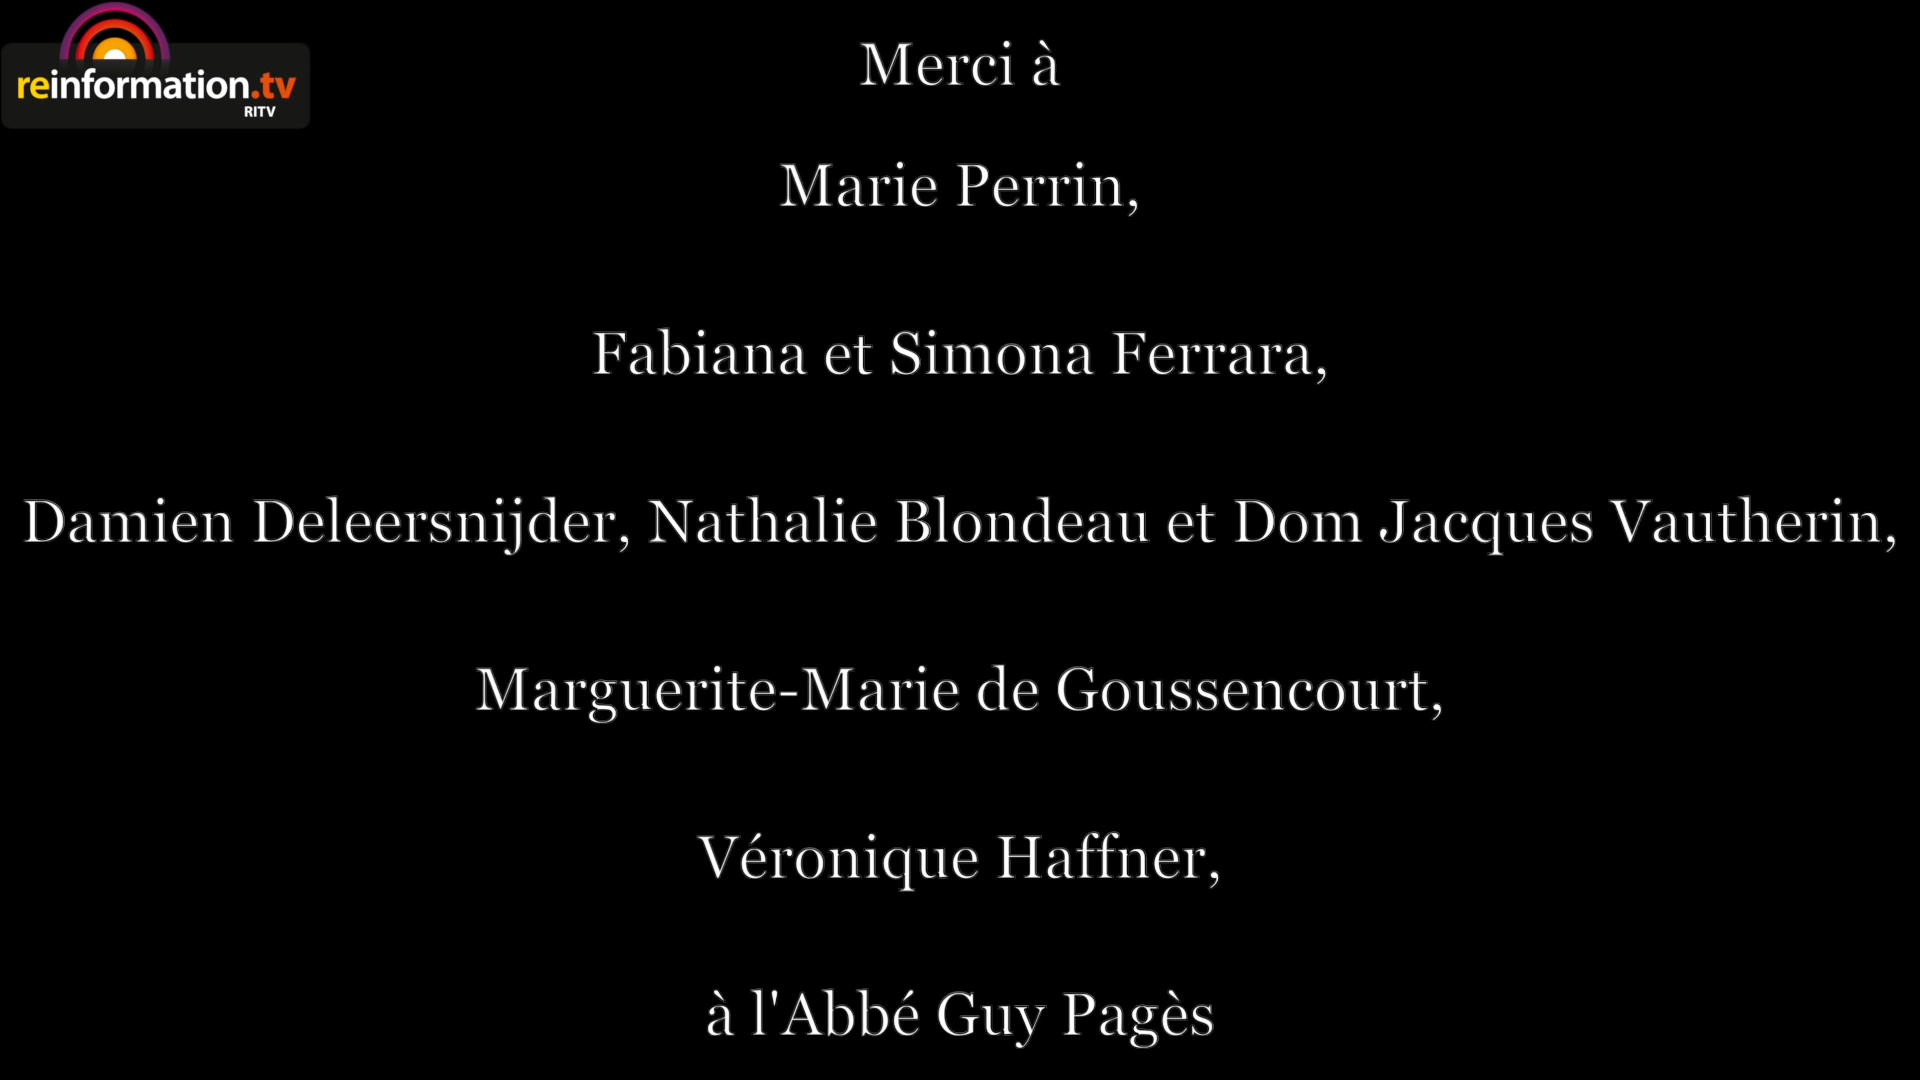 reinformation.tv
RITV
Merci à
Marie Perrin,
Fabiana et Simona Ferrara,
Damien Deleersnijder, Nathalie Blondeau et Dom Jacques Vautherin,
Marguerite-Marie de Goussencourt,
Véronique Haffner,
à l'Abbé Guy Pagès